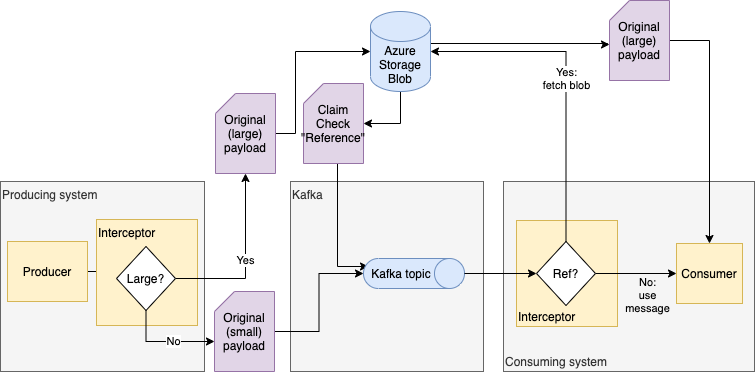 Original
(large)
payload
Azure
Storage
Blob
Yes:
fetch blob
Original
(large)
payload
Claim
Check
"Reference"
Producing system
Kafka
Consuming system
Interceptor
Producer
Large?
Yes
No
Original
(small)
payload
Kafka topic
Ref?
Interceptor
No:
use
message
Consumer